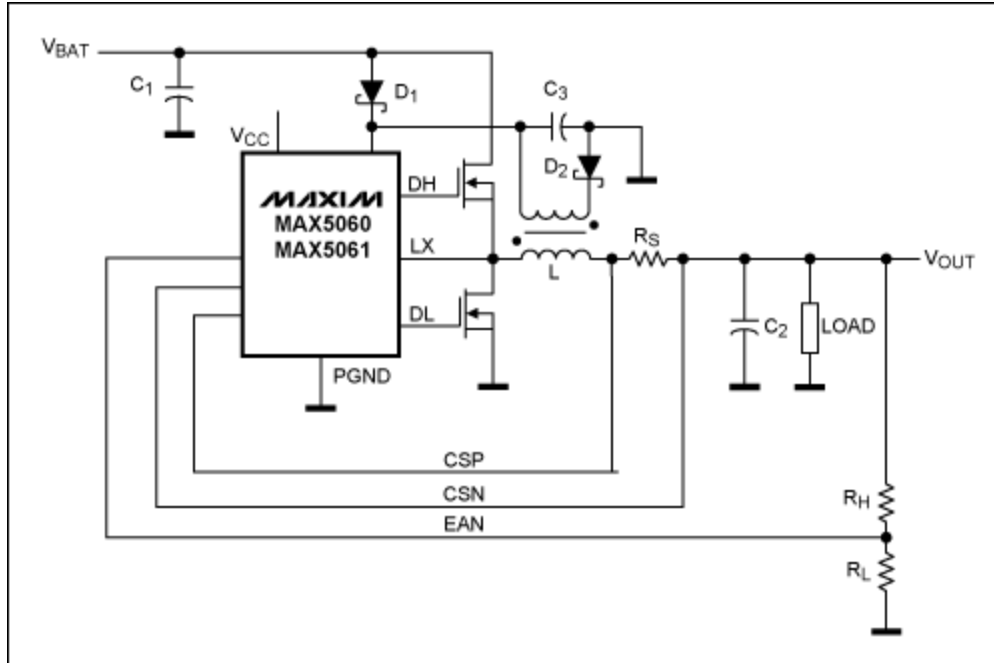 VBAT
C1
D1
C3
VCC
D2
MAXIM
MAX5060
MAX5061
DH
LX
DL
PGND
L
RS
VOUT
C2
LOAD
CSP
CSN
EAN
RH
RL